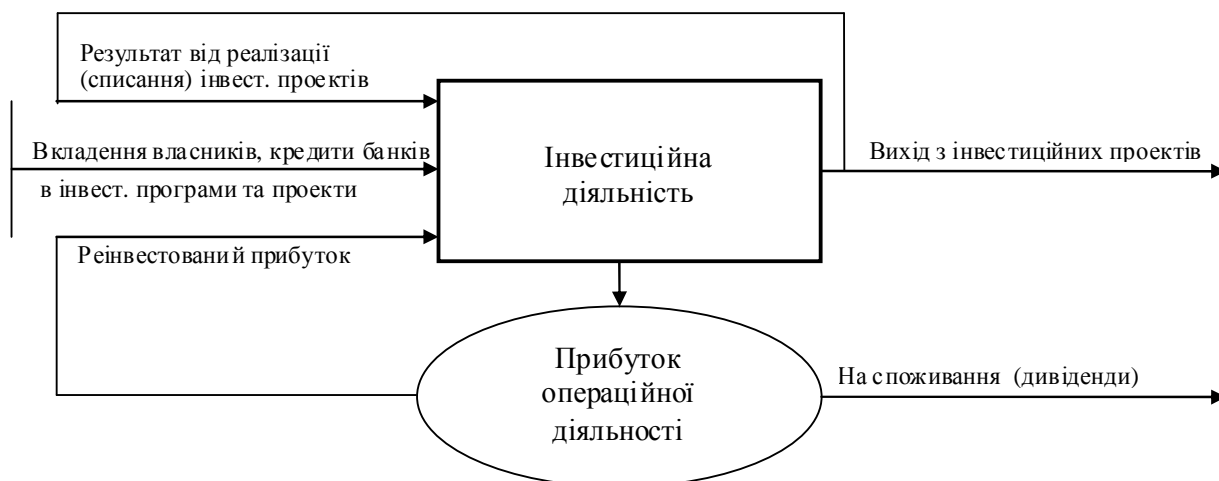 Результат від реалізації
(списання) інвест. проектів
Вкладення власників, кредити банків
в інвест. програми та проекти
Реінвестований прибуток
Інвестиційна
діяльність
Вихід з інвестиційних проектів
Прибуток
операційної
діяльності
На споживання (дивіденди)